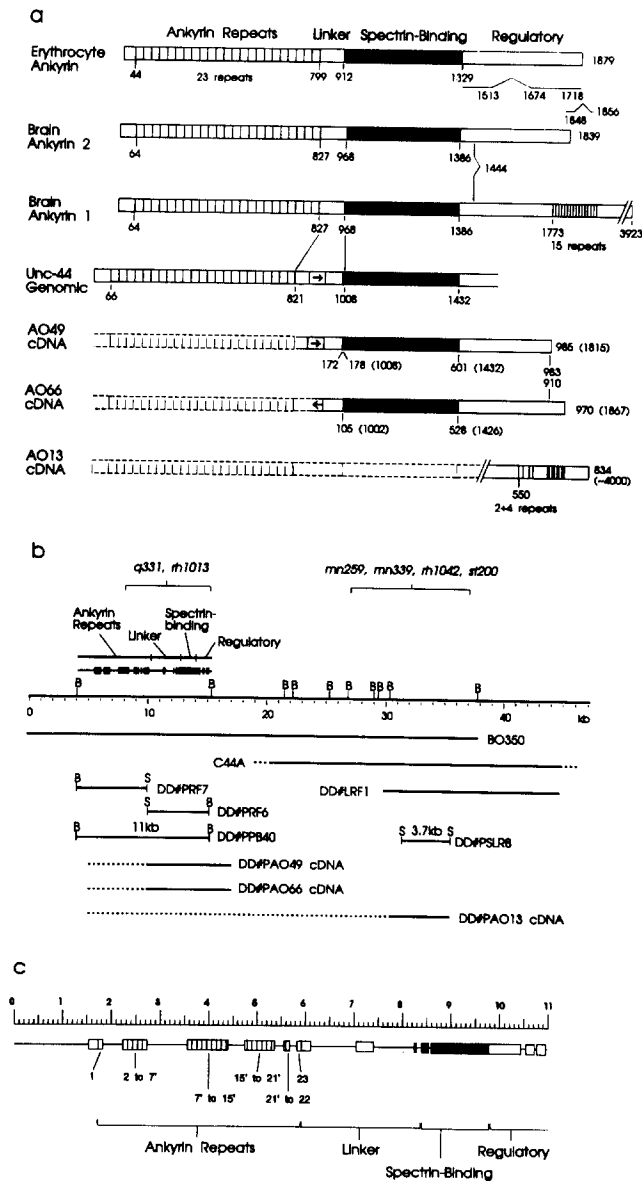 a
Ankyrin Repeats Linker Spectrin-Binding Regulatory
Erythrocyte
Ankyrin
1879
44 23 repeats 799 912 1329
1513 1674 1718
1856
1848
Brain
Ankyrin 2
1839
64 827 968 1386
1444
Brain
Ankyrin 1
64 827 968 1386 1773 3923
15 repeats
Unc-44
Genomic
66 821 1008 1432
AO49
cDNA
985 (1815)
172 178 (1008) 601 (1432) 983
910
AO66
cDNA
970 (1867)
105 (1002) 528 (1426)
AO13
cDNA
834
(~4000)
550
2+4 repeats
b
q331, rh1013 mn259, mn339, rh1042, st200
Ankyrin
Repeats
Linker
Spectrin-
binding
Regulatory
B B B B B B B B B
0 10 20 30 40 kb
BO350
C44A
B S DD#PRF7 DD#LRF1
S B DD#PRF6
B 11kb B DD#PPB40 S 3.7kb S DD#PSLR8
DD#PAO49 cDNA
DD#PAO66 cDNA
DD#PAO13 cDNA
c
0 1 2 3 4 5 6 7 8 9 10 11
1 2 to 7' 15' to 21' 23
7' to 15' 21' to 22
Ankyrin Repeats Linker Regulatory
Spectrin-Binding